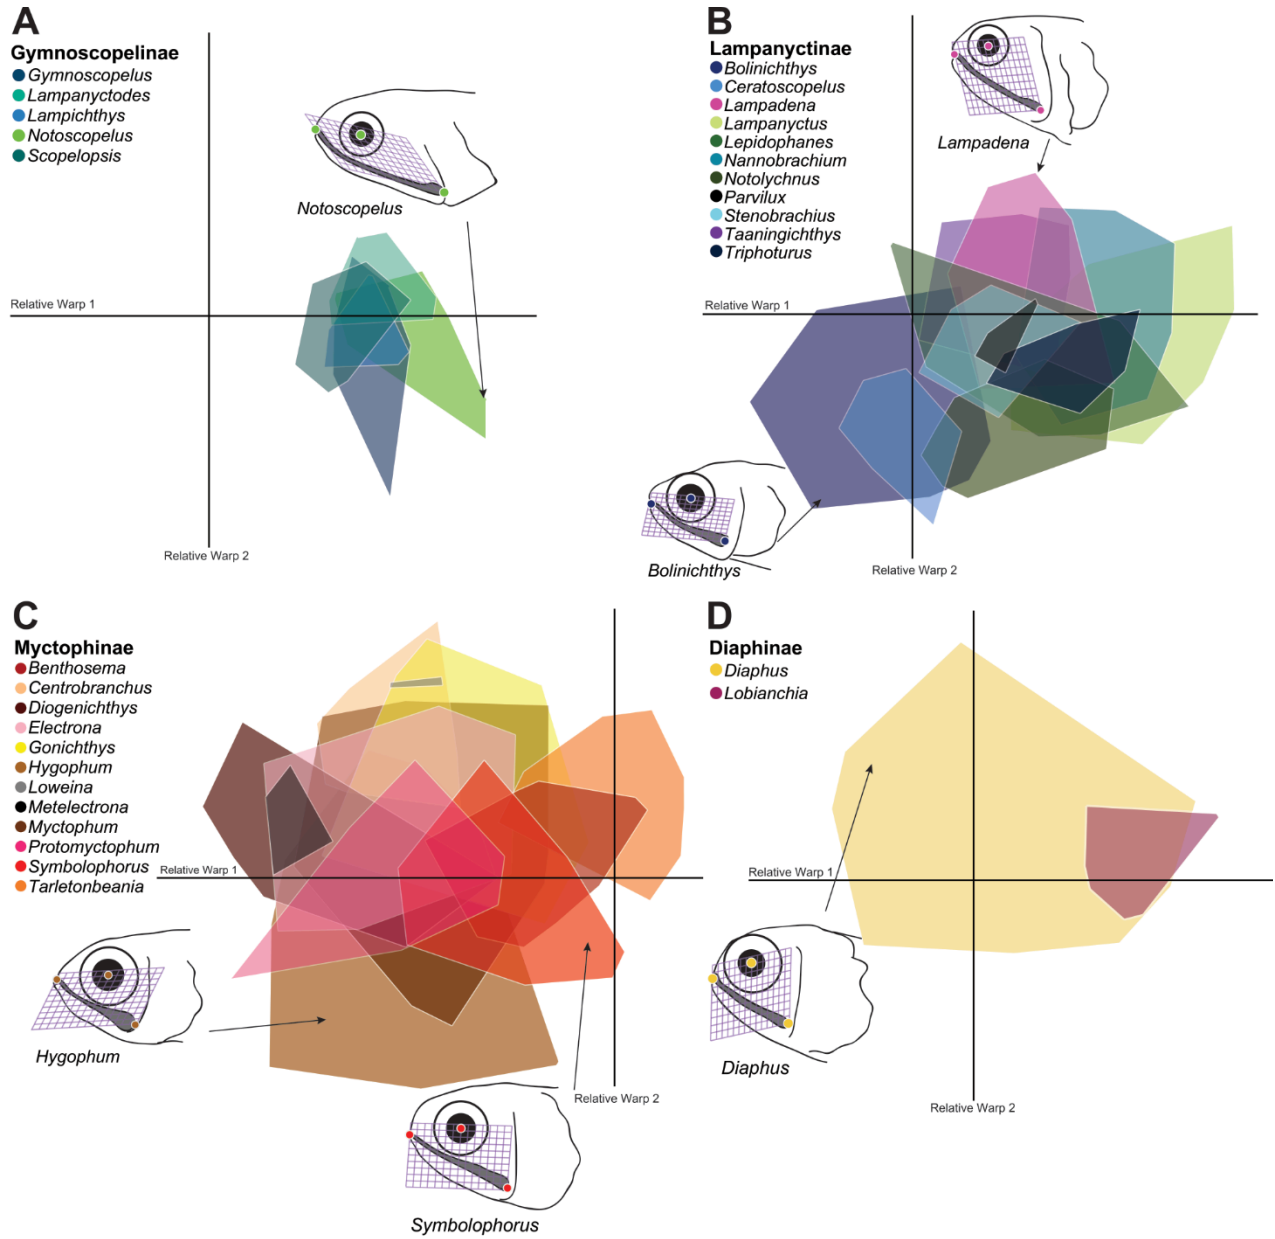 A
Gymnoscopelinae
Gymnoscopelus
Lampanyctodes
Lampichthys
Notoscopelus
Scopelopsis
Notoscopelus
Relative Warp 1
Relative Warp 2
B
Lampanyctinae
Bolinichthys
Ceratoscopelus
Lampadena
Lampanyctus
Lepidophanes
Nannobrachium
Notolychnus
Parvilux
Stenobrachius
Taaningichthys
Triphoturus
Lampadena
Relative Warp 1
Bolinichthys
Relative Warp 2
C
Myctophinae
Benthosema
Centrobranchus
Diogenichthys
Electrona
Gonichthys
Hygophum
Loweina
Metelectrona
Myctophum
Protomyctophum
Symbolophorus
Tarletonbeania
Relative Warp 1
Hygophum
Relative Warp 2
Symbolophorus
D
Diaphinae
Diaphus
Lobianchia
Relative Warp 1
Diaphus
Relative Warp 2